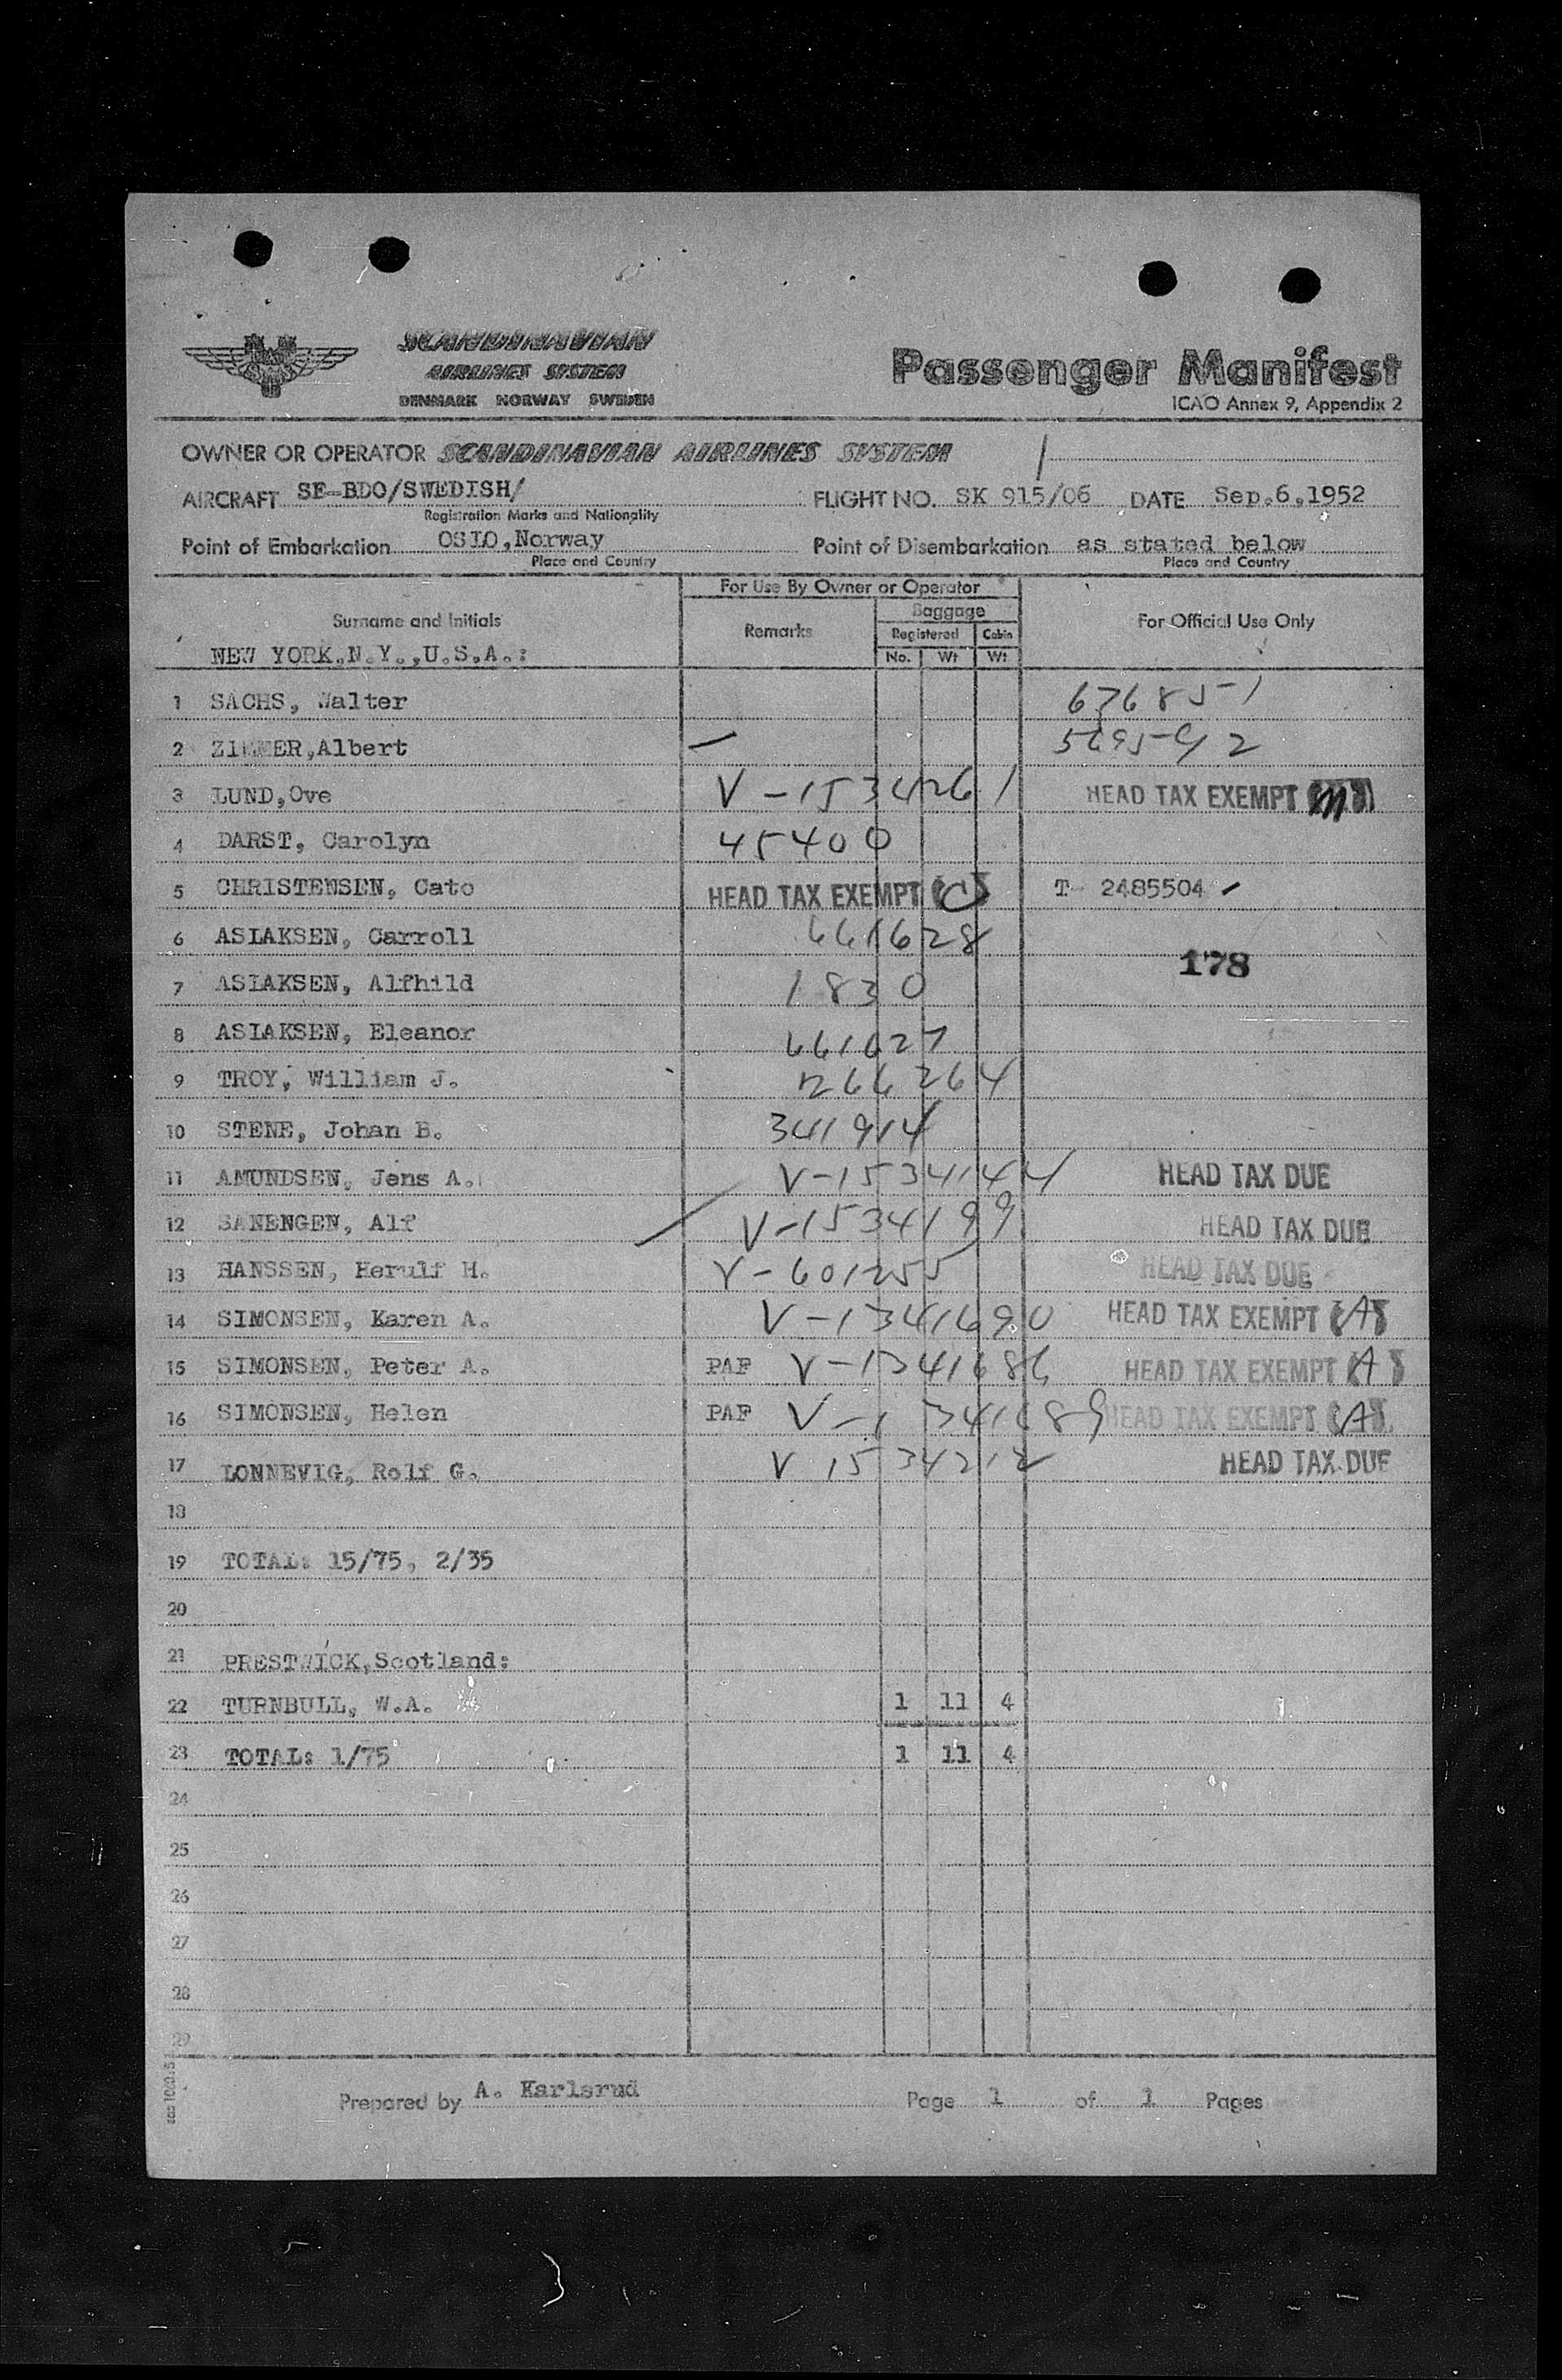 SCANDINAVIAN
AIRLINES SYSTEM
DENMARK NORWAY SWEDEN
Passenger Manifest
ICAO Annex 9, Appendix 2
OWNER OR OPERATOR SCANDINAVIAN AIRLINES SYSTEM
AIRCRAFT SE-BDO/SWEDISH/ FLIGHT NO. SK 915/06 DATE Sep.6,1952
Registration Marks and Nationality
Point of Embarkation OSLO,Norway Point of Disembarkation as stated below
Place and Country Place and Country
For Use By Owner or Operator
Surname and Initials Remarks Baggage For Official Use Only
Registered Cabin
NEW YORK.N.Y.,U.S.A.: No. Wt Wt
1 SACHS, Walter 67685-1
2 ZIMMER,Albert
3 LUND,Ove V-1534261 HEAD TAX EXEMPT
4 DARST, Carolyn 45400
5 CHRISTENSEN, Cato HEAD TAX EXEMPT (C) T- 2485504
6 ASLAKSEN, Carroll 661628
178
7 ASLAKSEN, Alfhild 1830
8 ASLAKSEN, Eleanor 661627
9 TROY, William J. 266264
10 STENE, Johan B. 341914
11 AMUNDSEN, Jens A. V-1534144 HEAD TAX DUE
12 SANENGEN, Alf V-1534199 HEAD TAX DUE
13 HANSSEN, Herulf H. V-601255 HEAD TAX DUE
14 SIMONSEN, Karen A. V-1341690 HEAD TAX EXEMPT (A)
15 SIMONSEN, Peter A. PAF V-1341686 HEAD TAX EXEMPT (A)
16 SIMONSEN, Helen PAF V-1341689 HEAD TAX EXEMPT (A)
17 LONNEVIG, Rolf G. V 1534212 HEAD TAX DUE
18
19 TOTAL: 15/75, 2/35
20
21 PRESTWICK,Scotland:
22 TURNBULL, W.A. 1 11 4
23 TOTAL: 1/75 1 11 4
24
25
26
27
28
29
Prepared by A. Karlsrud Page 1 of 1 Pages